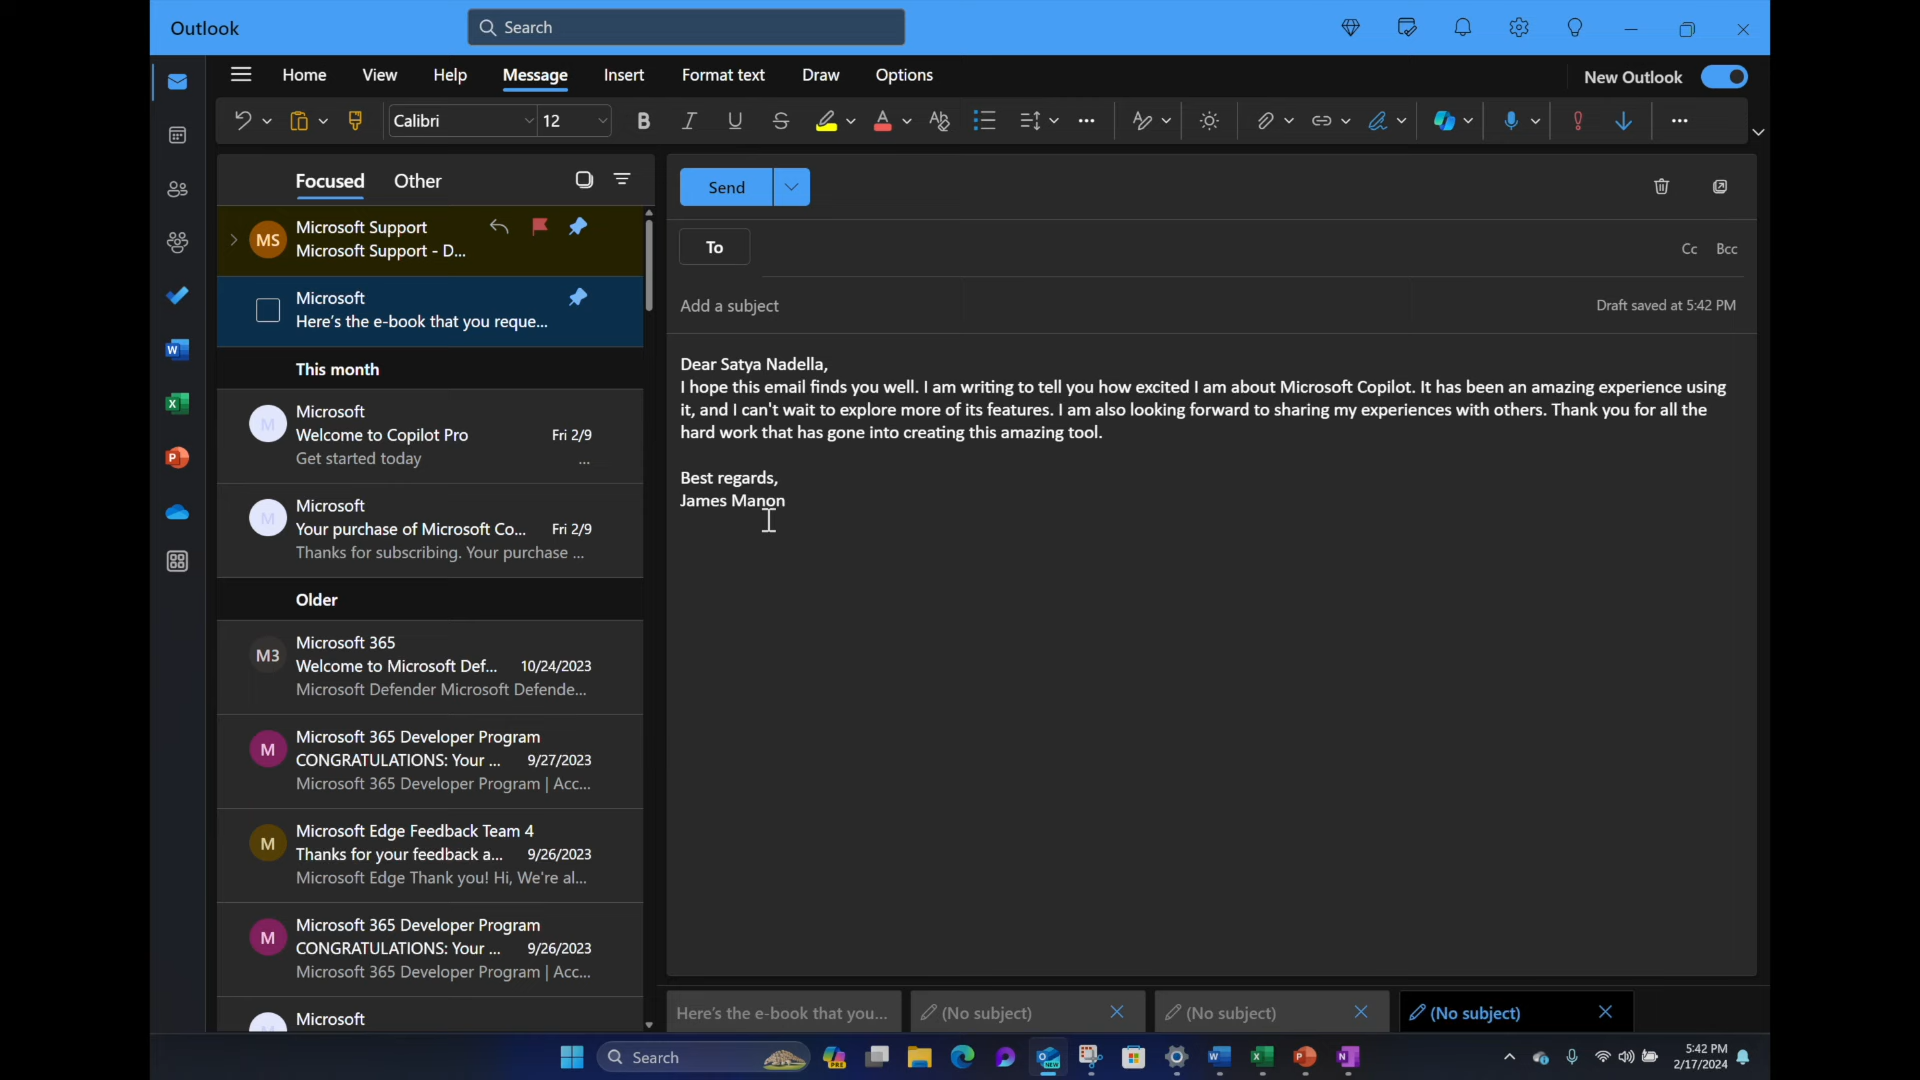 Outlook
Search
Home View Help Message Insert Format text Draw Options
New Outlook
Calibri 12
Focused Other
MS
Microsoft Support
Microsoft Support - D...
Microsoft
Here's the e-book that you reque...
This month
M
Microsoft
Welcome to Copilot Pro Fri 2/9
Get started today ...
M
Microsoft
Your purchase of Microsoft Co... Fri 2/9
Thanks for subscribing. Your purchase ...
Older
M3
Microsoft 365
Welcome to Microsoft Def... 10/24/2023
Microsoft Defender Microsoft Defende...
M
Microsoft 365 Developer Program
CONGRATULATIONS: Your ... 9/27/2023
Microsoft 365 Developer Program | Acc...
M
Microsoft Edge Feedback Team 4
Thanks for your feedback a... 9/26/2023
Microsoft Edge Thank you! Hi, We're al...
M
Microsoft 365 Developer Program
CONGRATULATIONS: Your ... 9/26/2023
Microsoft 365 Developer Program | Acc...
Microsoft
Send
To
Cc Bcc
Add a subject
Draft saved at 5:42 PM
Dear Satya Nadella,
I hope this email finds you well. I am writing to tell you how excited I am about Microsoft Copilot. It has been an amazing experience using
it, and I can't wait to explore more of its features. I am also looking forward to sharing my experiences with others. Thank you for all the
hard work that has gone into creating this amazing tool.
Best regards,
James Manon
Here's the e-book that you...
(No subject)
(No subject)
(No subject)
Search
PRE
NEW
5:42 PM
2/17/2024